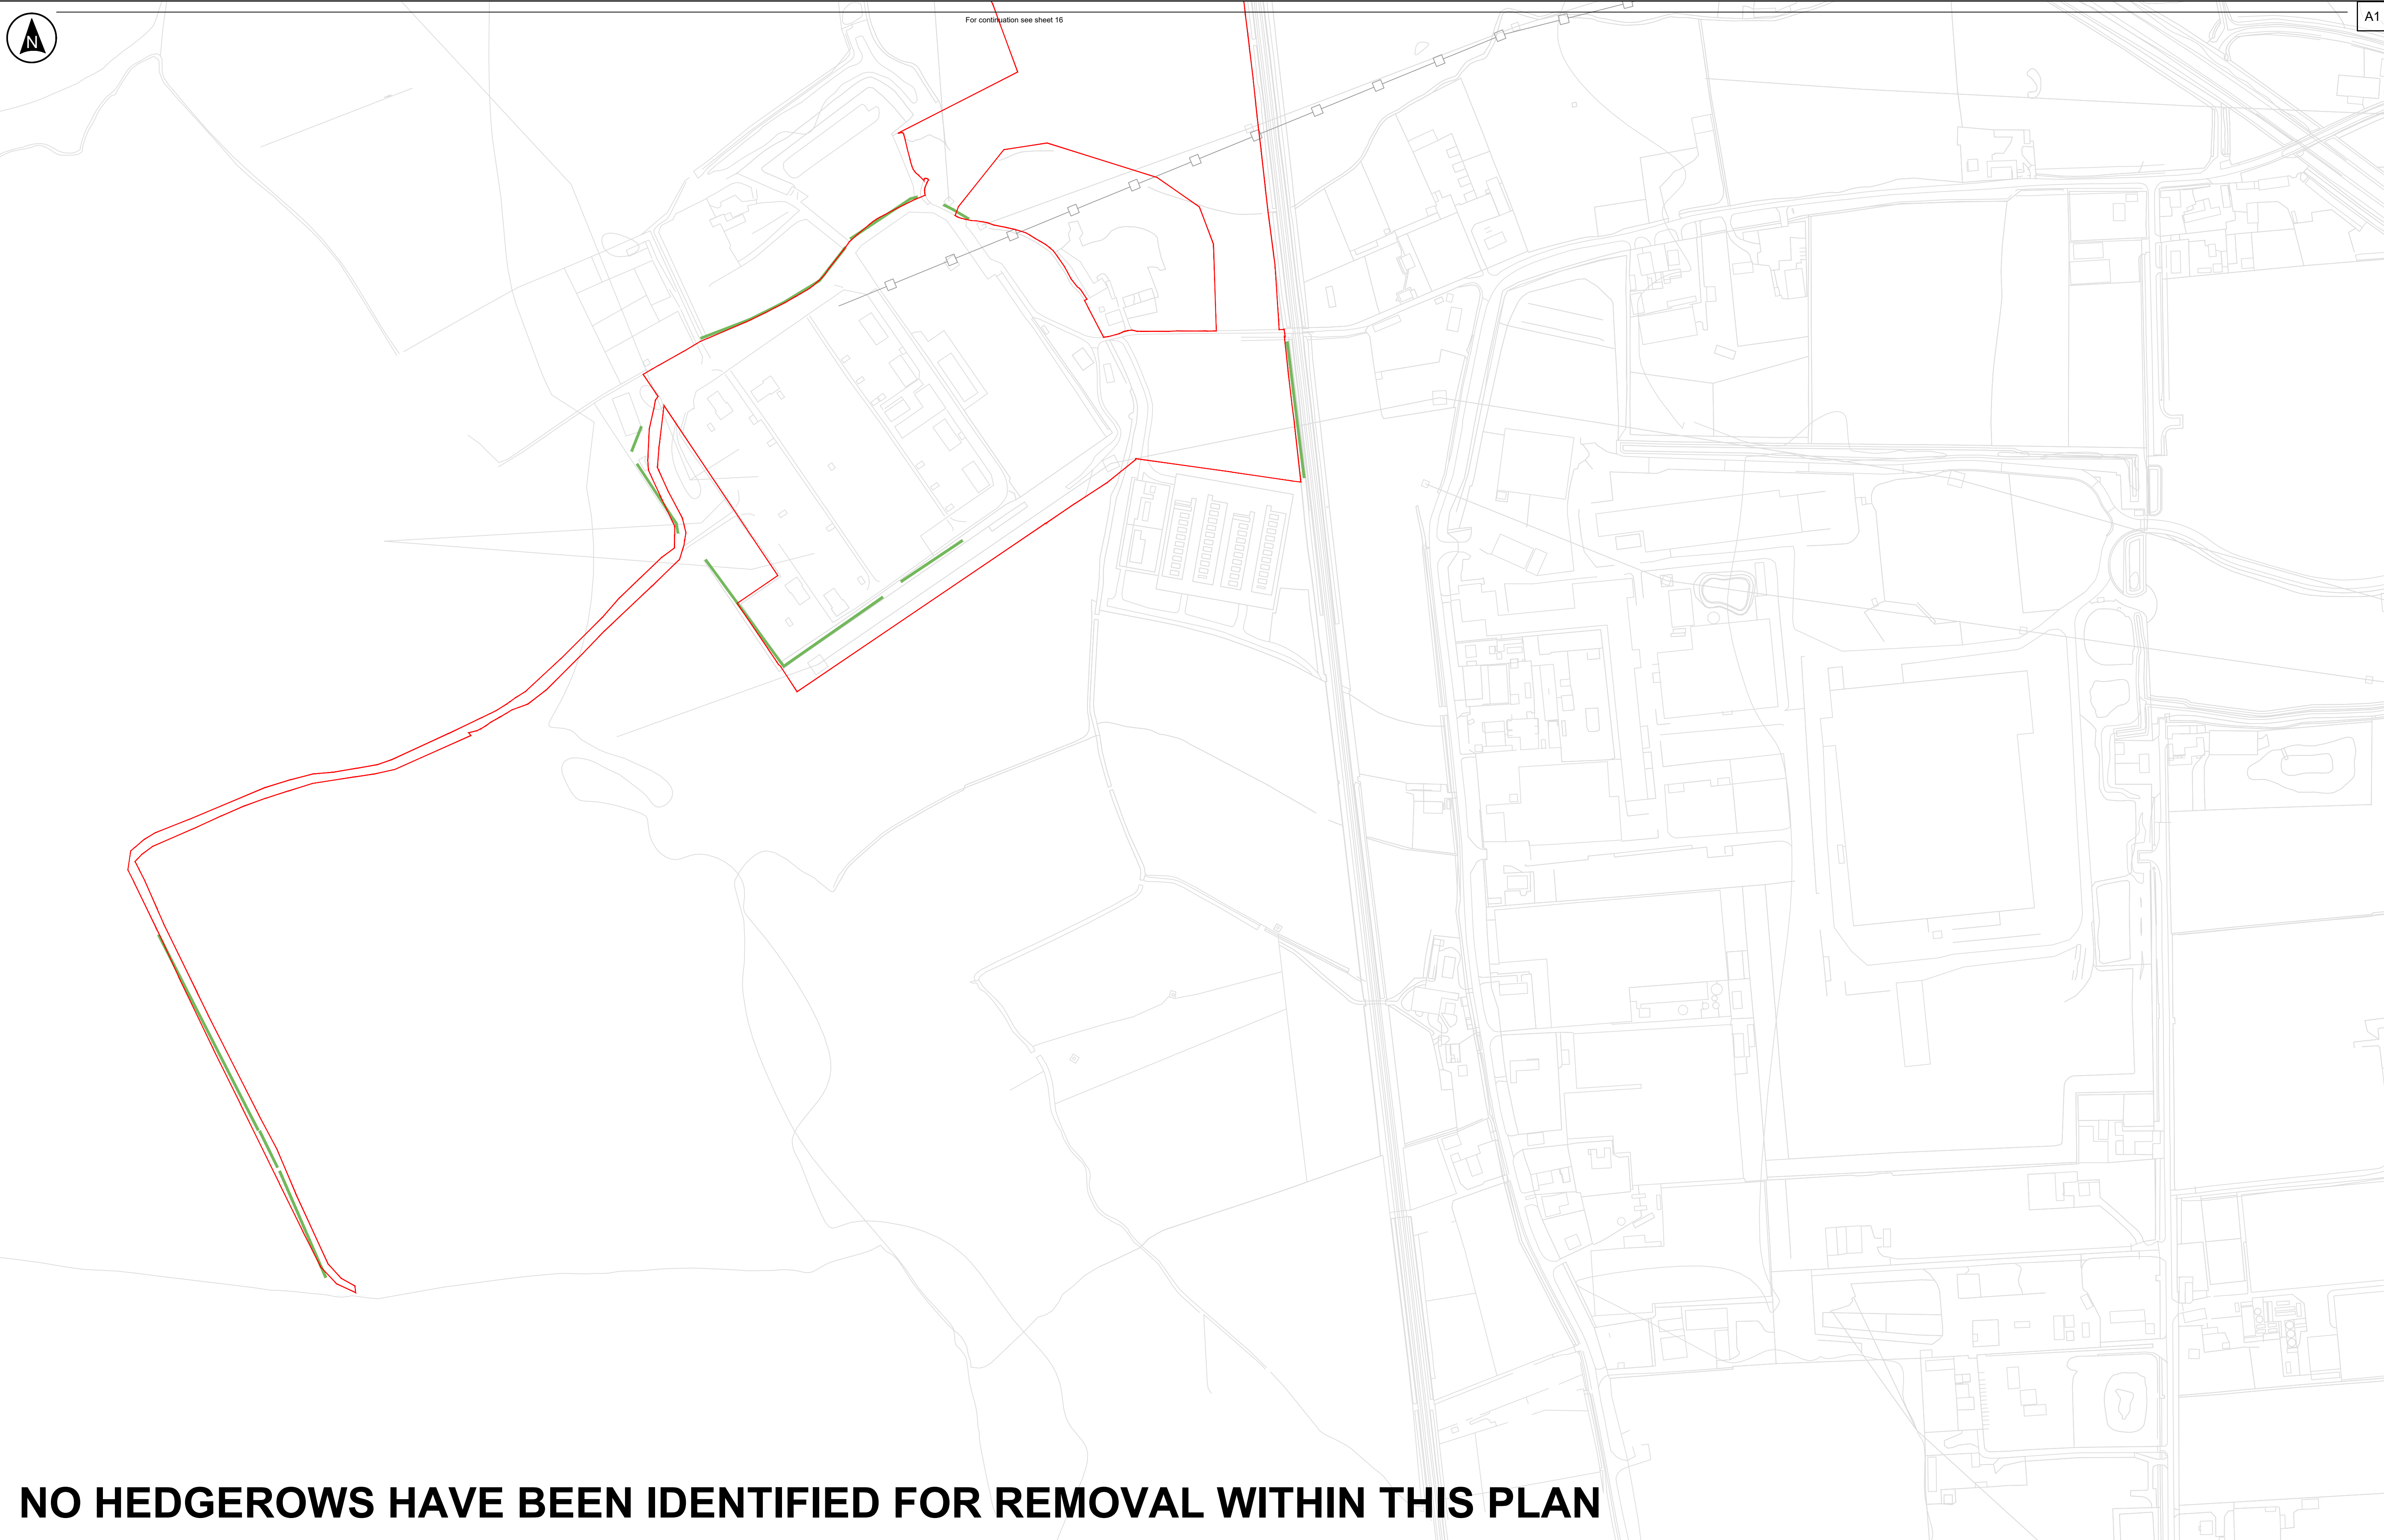 For continuation see sheet 16
A1
N
NO HEDGEROWS HAVE BEEN IDENTIFIED FOR REMOVAL WITHIN THIS PLAN